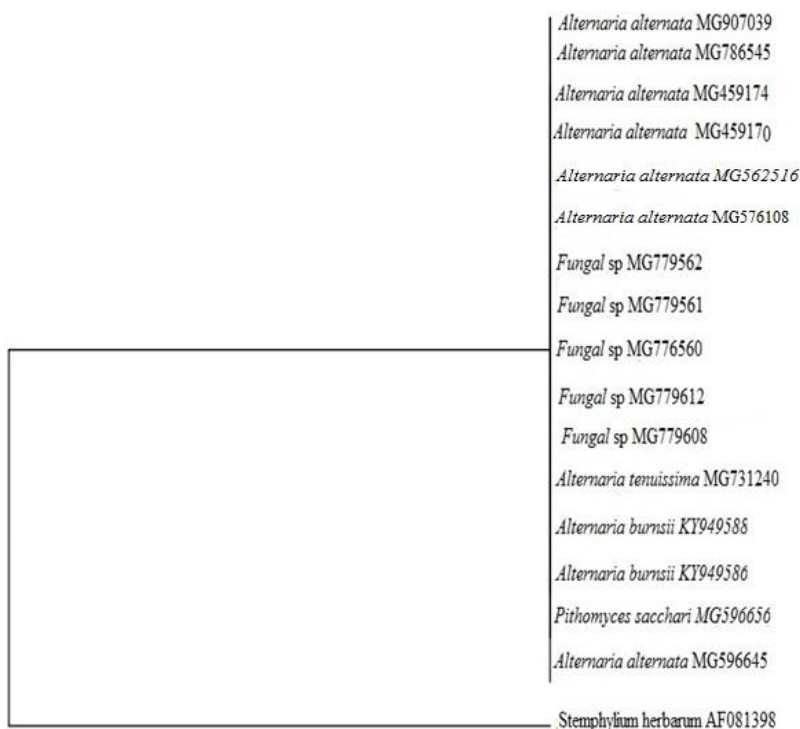 Alternaria alternata MG907039
Alternaria alternata MG786545
Alternaria alternata MG459174
Alternaria alternata MG459170
Alternaria alternata MG562516
Alternaria alternata MG576108
Fungal sp MG779562
Fungal sp MG779561
Fungal sp MG776560
Fungal sp MG779612
Fungal sp MG779608
Alternaria tenuissima MG731240
Alternaria burnsii KY949588
Alternaria burnsii KY949586
Pithomyces sacchari MG596656
Alternaria alternata MG596645
Stemphylium herbarum AF081398